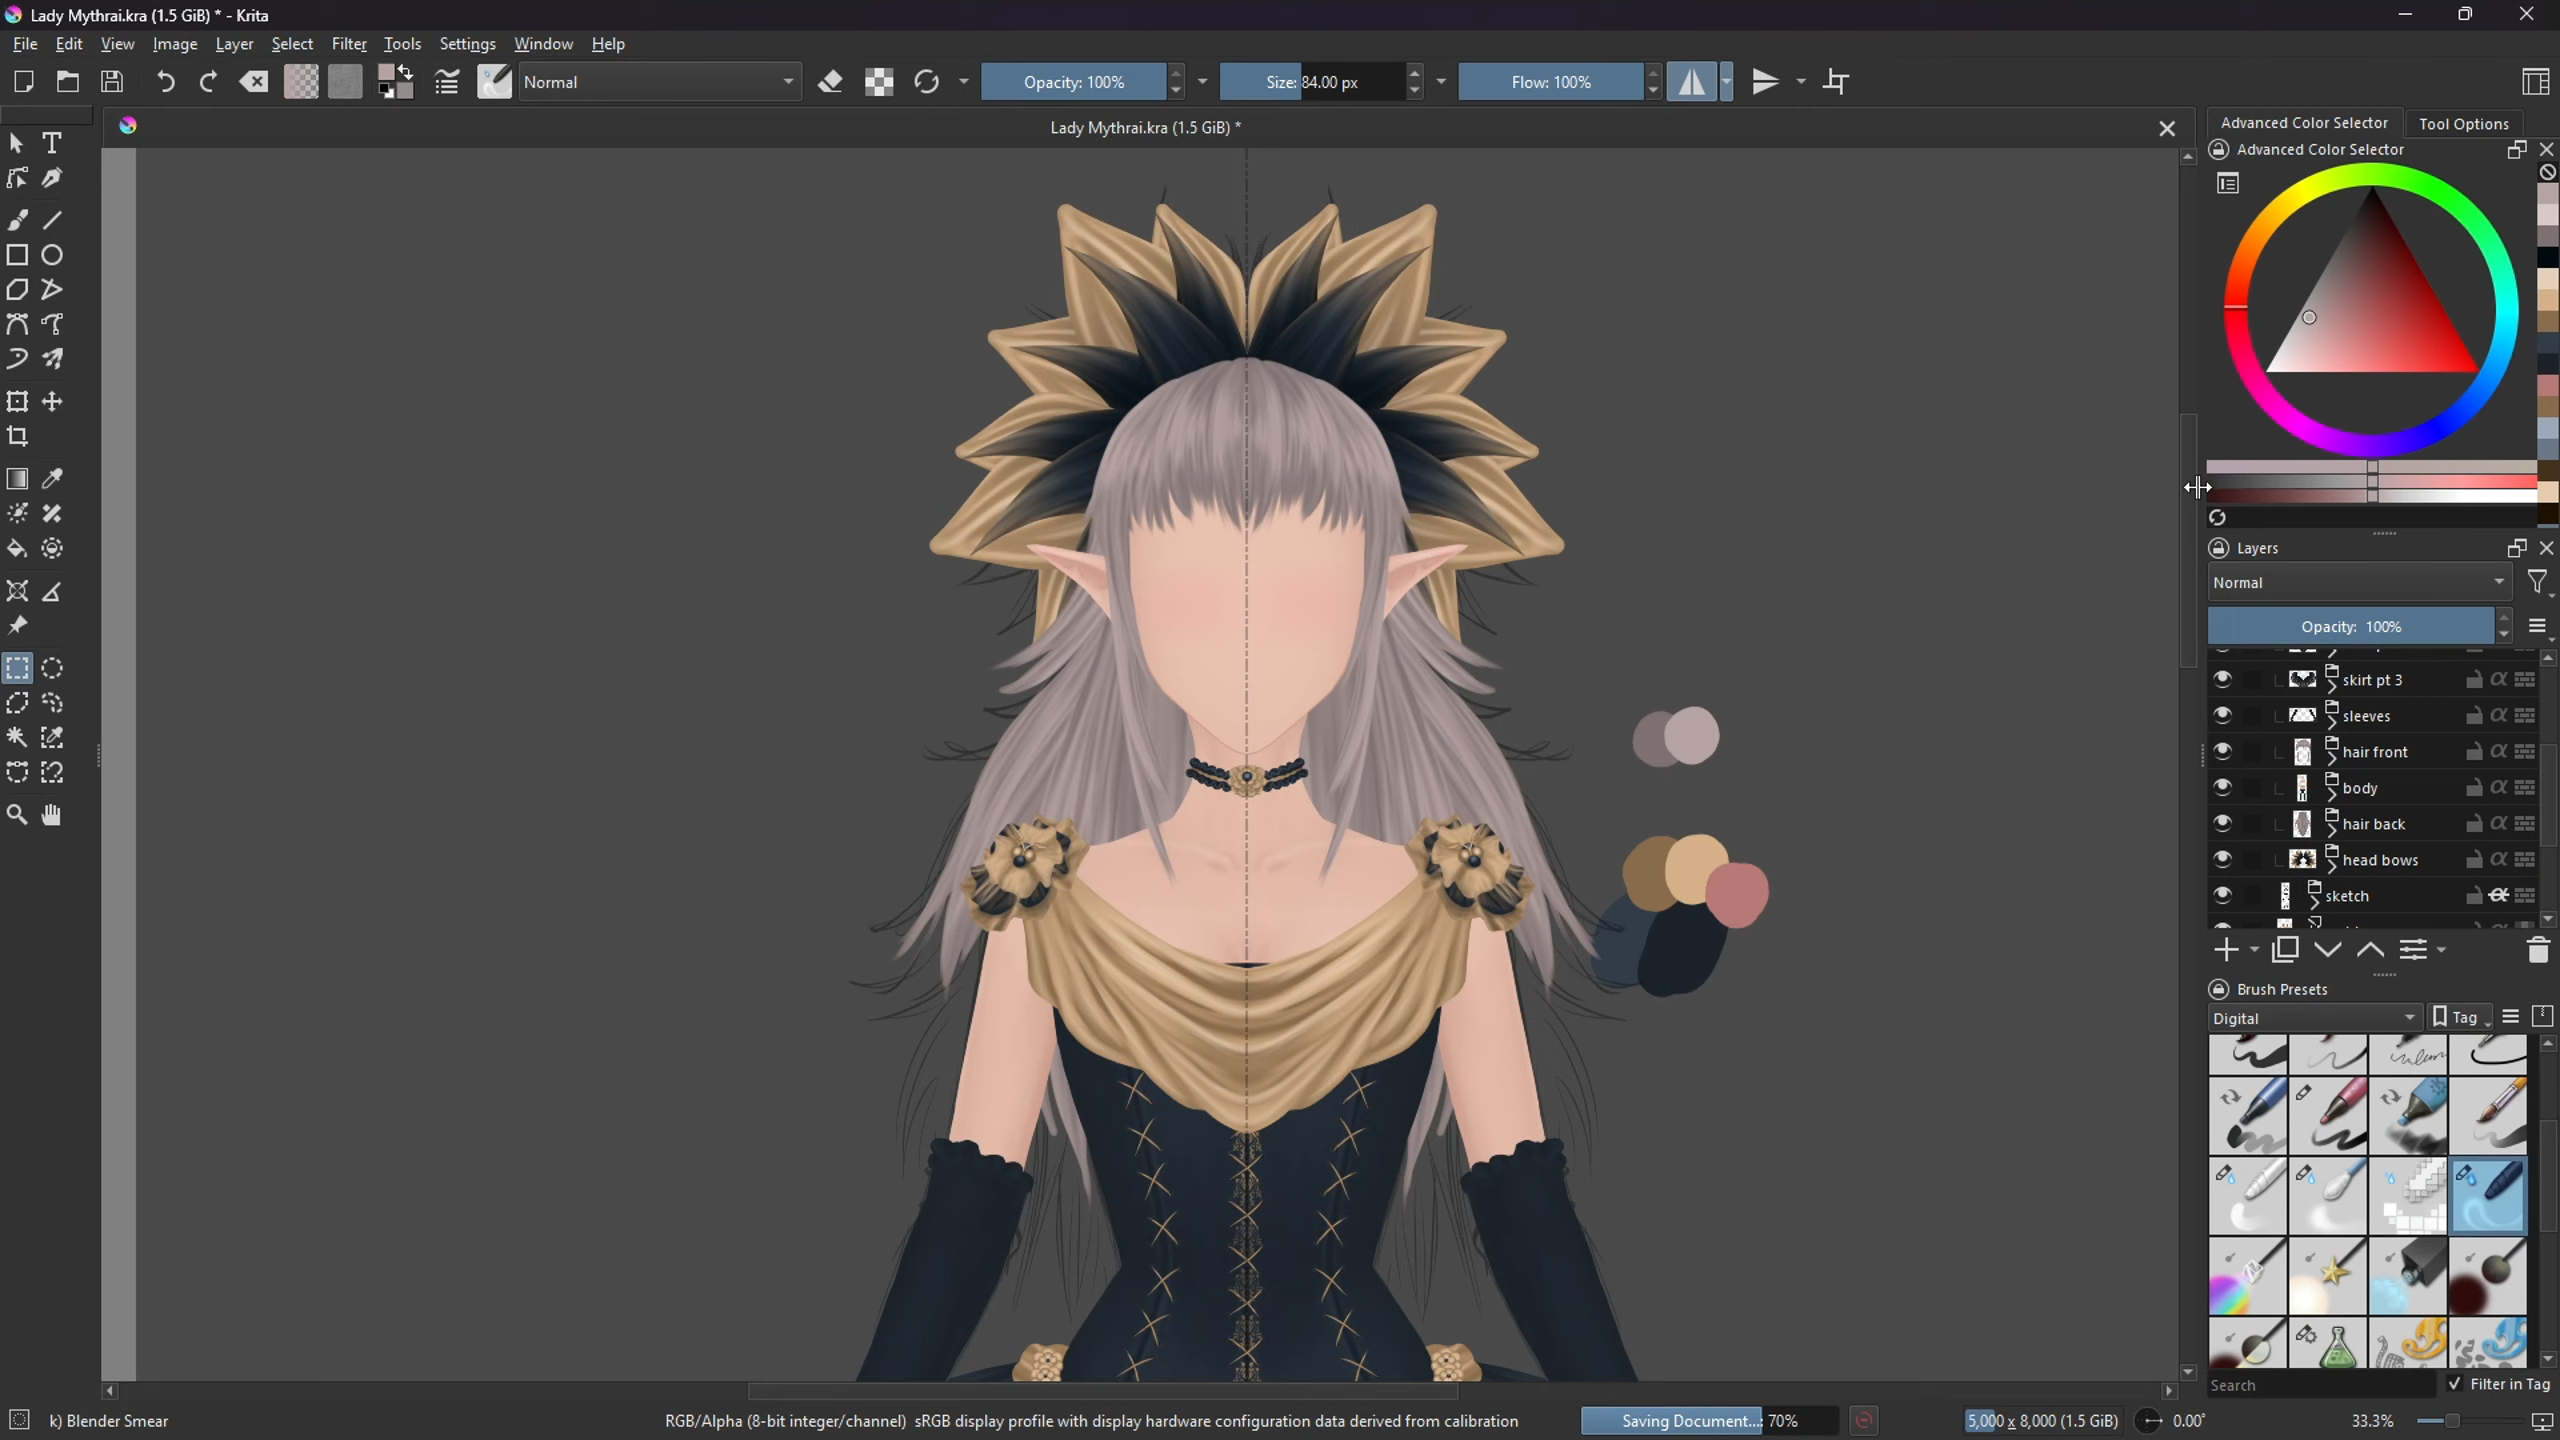 Lady Mythrai.kra (1.5 GiB) * - Krita
File Edit View Image Layer Select Filter Tools Settings Window Help
Normal Opacity: 100% Size: 84.00 px Flow: 100%
Lady Mythrai.kra (1.5 GiB) *
Advanced Color Selector Tool Options
Advanced Color Selector
Layers
Normal
Opacity: 100%
skirt pt 3
sleeves
hair front
body
hair back
head bows
sketch
Brush Presets
Digital Tag
Search Filter in Tag
k) Blender Smear RGB/Alpha (8-bit integer/channel) sRGB display profile with display hardware configuration data derived from calibration Saving Document...: 70% 5,000 x 8,000 (1.5 GiB) 0.00° 33.3%